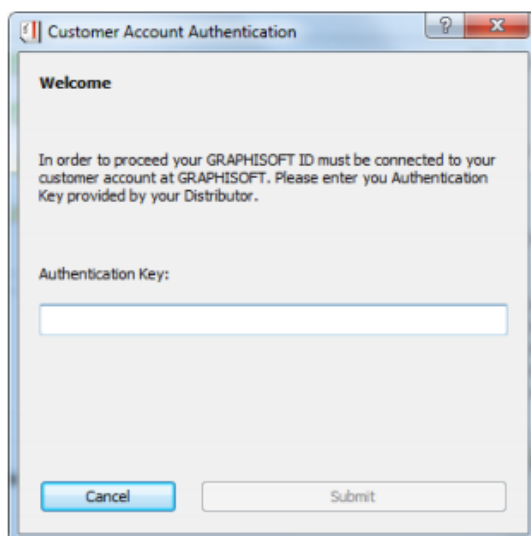 Customer Account Authentication
?
Welcome
In order to proceed your GRAPHISOFT ID must be connected to your
customer account at GRAPHISOFT. Please enter you Authentication
Key provided by your Distributor.
Authentication Key:
Cancel Submit